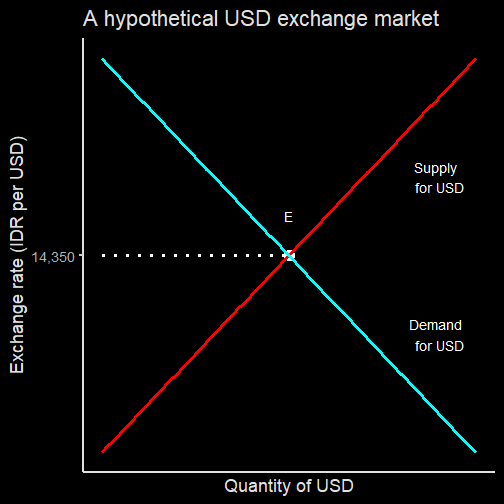 A hypothetical USD exchange market
Exchange rate (IDR per USD)
Supply
for USD
E
14,350
Demand
for USD
Quantity of USD